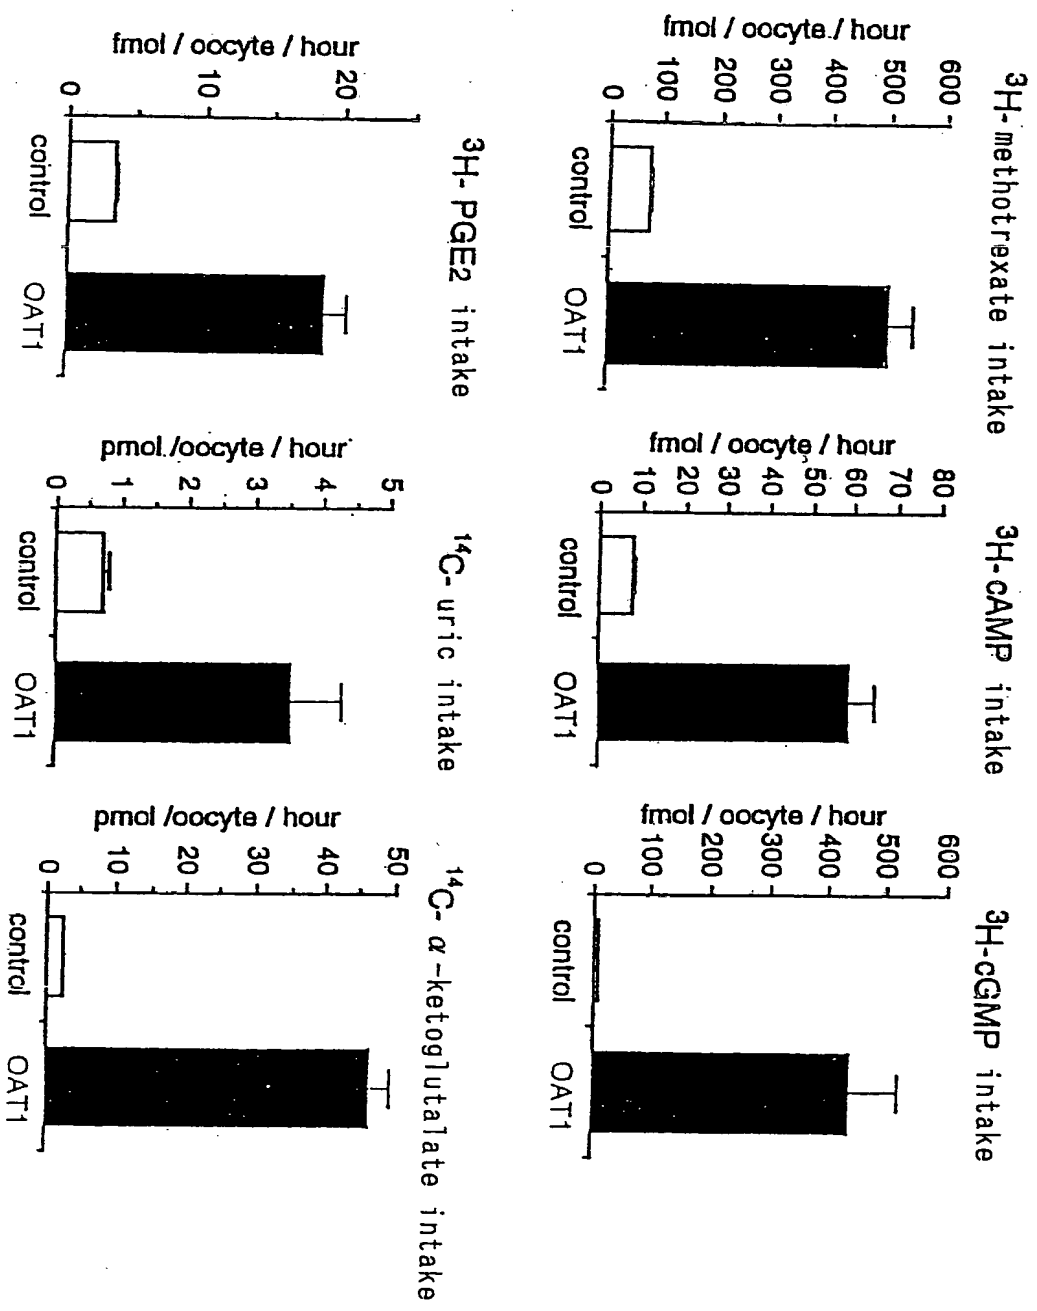 ³H-methotrexate intake
fmol / oocyte / hour
600
500
400
300
200
100
0
control
OAT1
³H-cAMP intake
fmol / oocyte / hour
80
70
60
50
40
30
20
10
0
control
OAT1
³H-cGMP intake
fmol / oocyte / hour
600
500
400
300
200
100
0
control
OAT1
³H- PGE2 intake
fmol / oocyte / hour
20
10
0
control
OAT1
¹⁴C- uric intake
pmol /oocyte / hour
5
4
3
2
1
0
control
OAT1
¹⁴C- α-ketoglutalate intake
pmol /oocyte / hour
50
40
30
20
10
0
control
OAT1